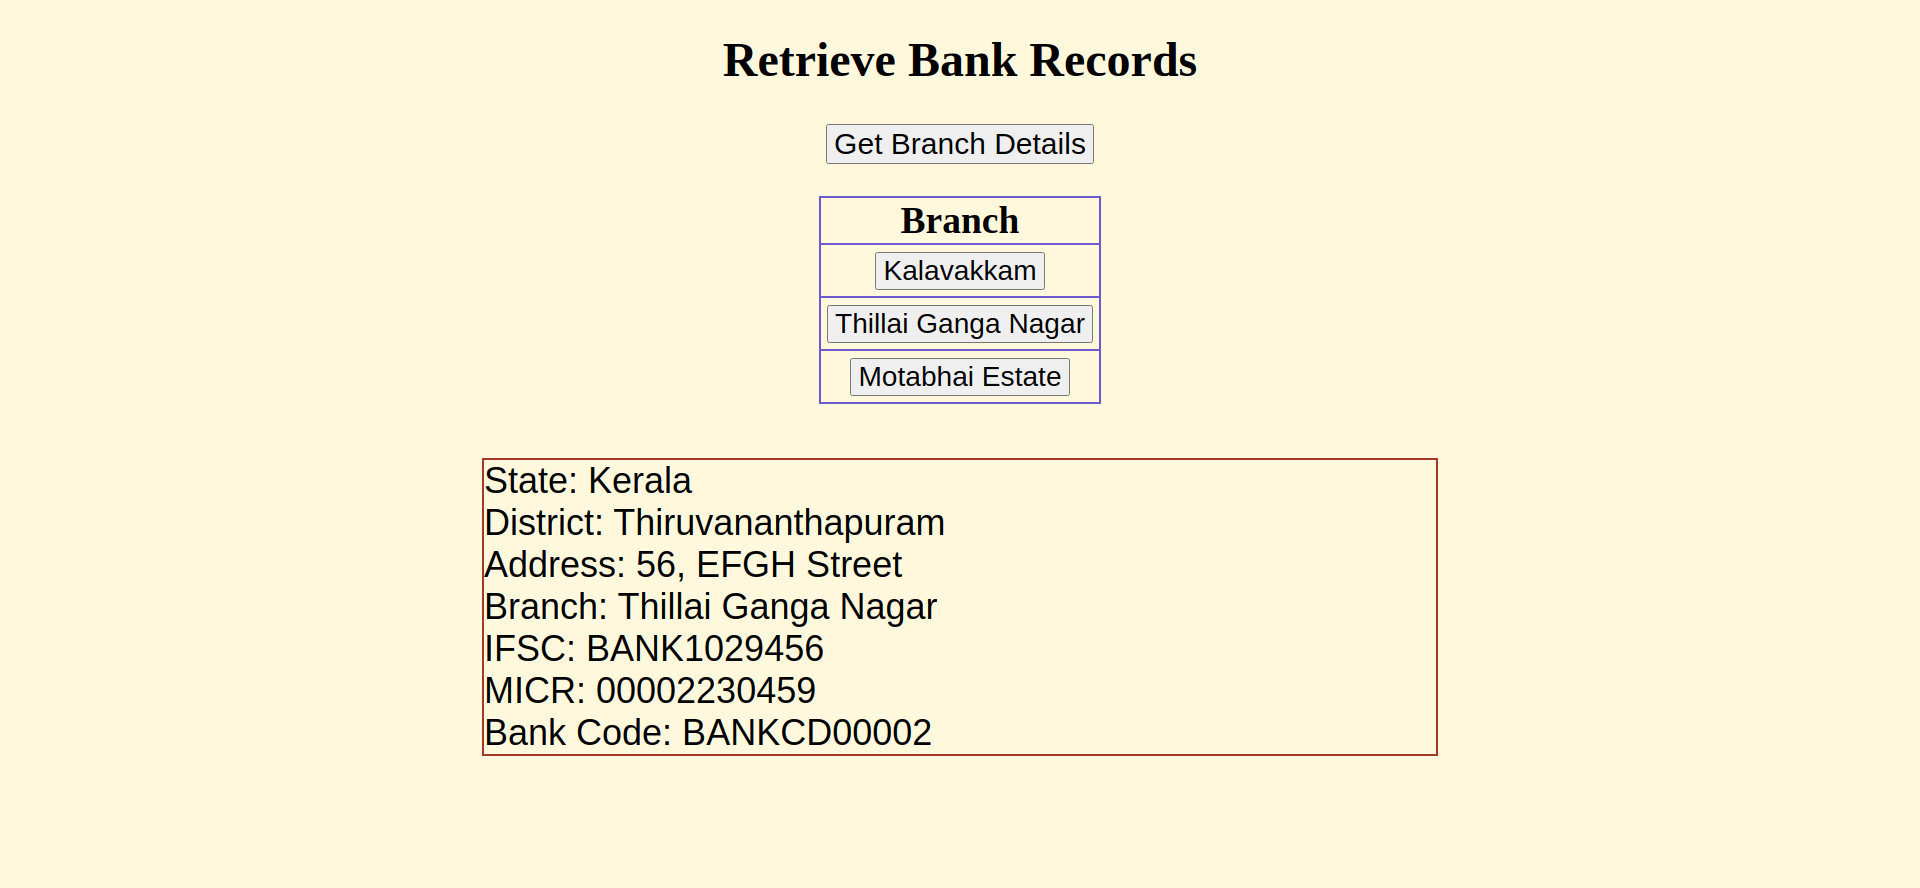 Retrieve Bank Records
Get Branch Details
Branch
Kalavakkam
Thillai Ganga Nagar
Motabhai Estate
State: Kerala
District: Thiruvananthapuram
Address: 56, EFGH Street
Branch: Thillai Ganga Nagar
IFSC: BANK1029456
MICR: 00002230459
Bank Code: BANKCD00002